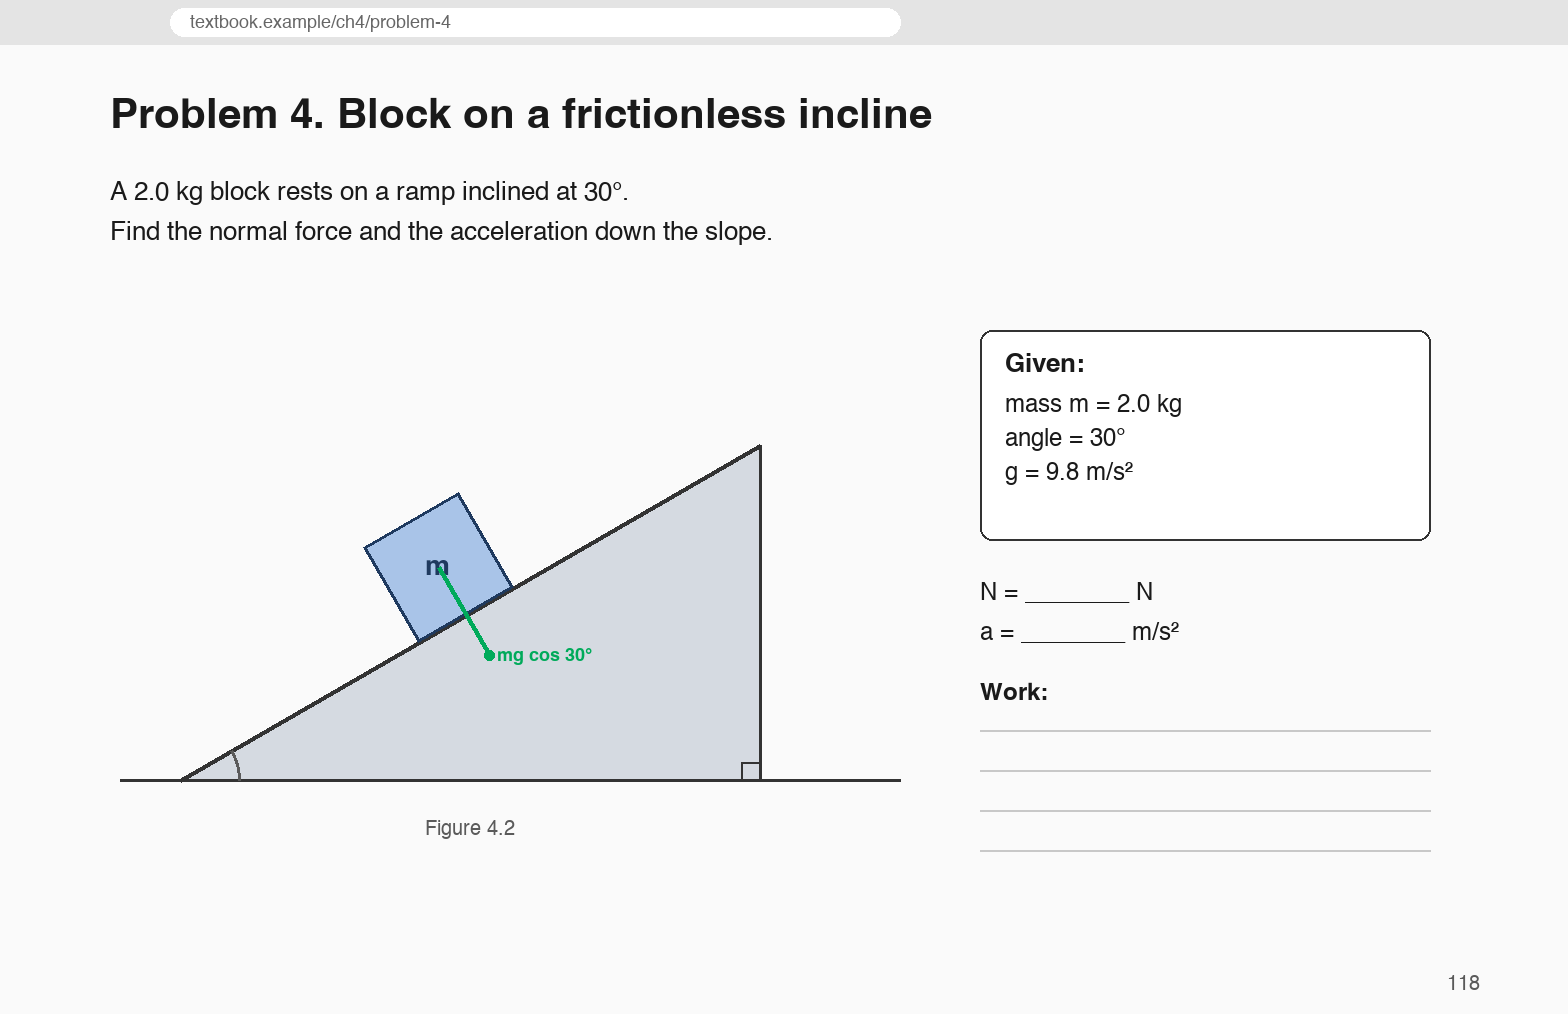 textbook.example/ch4/problem-4
Problem 4. Block on a frictionless incline
A 2.0 kg block rests on a ramp inclined at 30°.
Find the normal force and the acceleration down the slope.
m
mg cos 30°
Figure 4.2
Given:
mass m = 2.0 kg
angle = 30°
g = 9.8 m/s²
N = ________ N
a = ________ m/s²
Work:
118